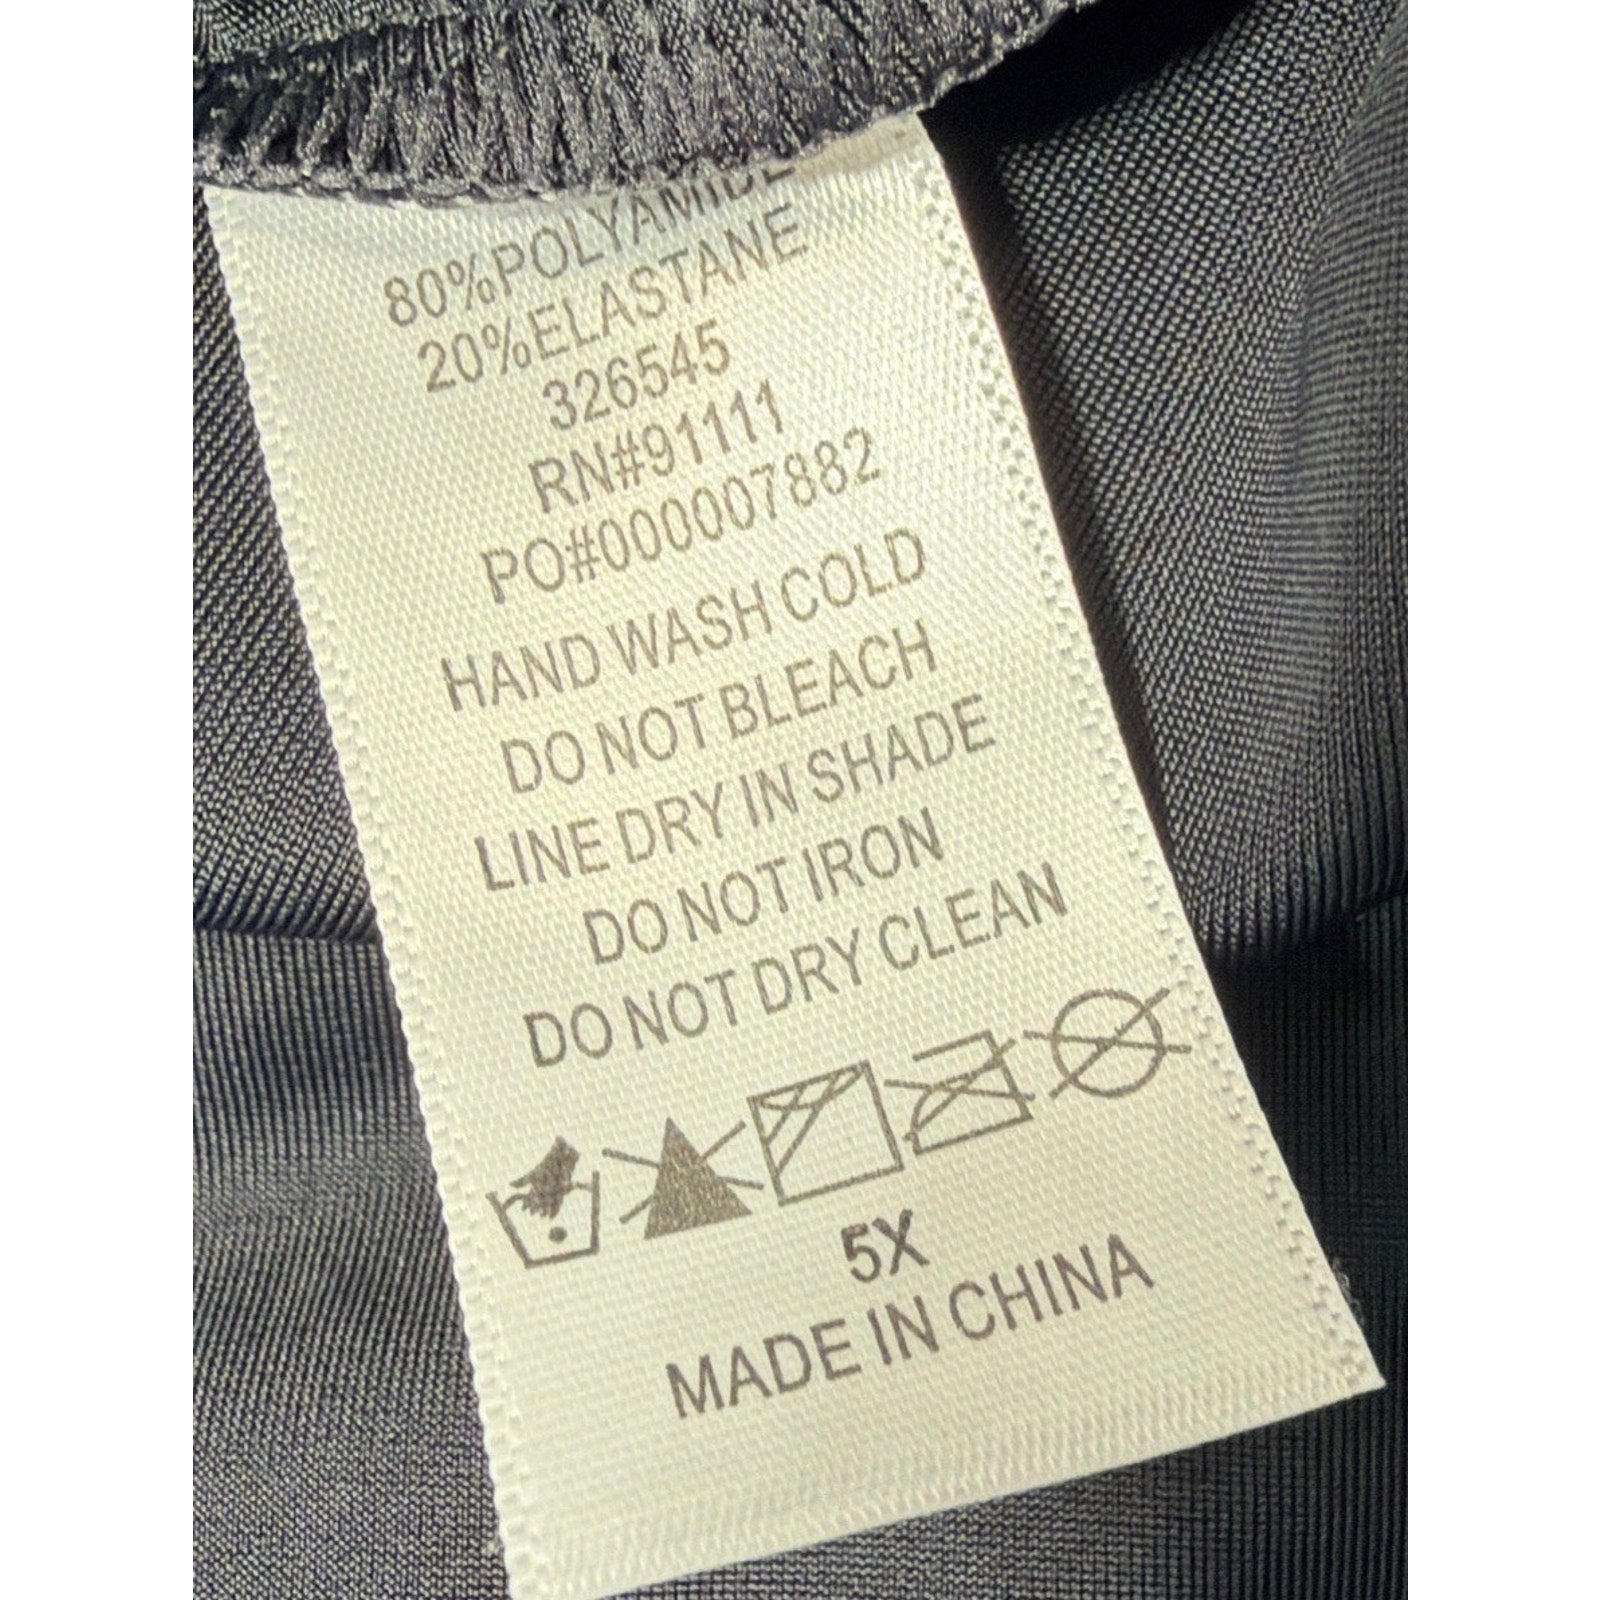 80%POLYAMIDE
20%ELASTANE
326545
RN#91111
PO#000007882
HAND WASH COLD
DO NOT BLEACH
LINE DRY IN SHADE
DO NOT IRON
DO NOT DRY CLEAN
5X
MADE IN CHINA